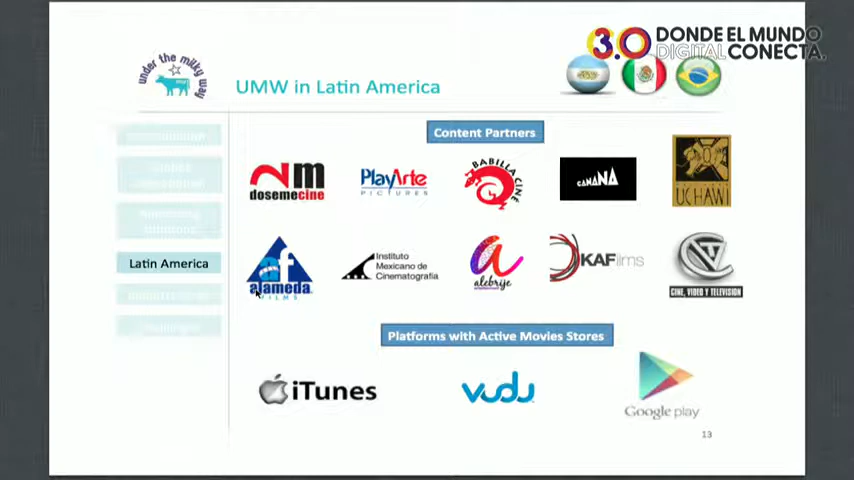 3.0 DONDE EL MUNDO
DIGITAL CONECTA.
under the milky way
UMW in Latin America
Content Partners
dosemecine
PlayArte
PICTURES
BABILLA CINE
CANANA
UCHAWI
Latin America
alameda
FILMS
Instituto
Mexicano de
Cinematografía
alebrije
KAFilms
CINE, VIDEO Y TELEVISION
Platforms with Active Movies Stores
iTunes
vudu
Google play
13